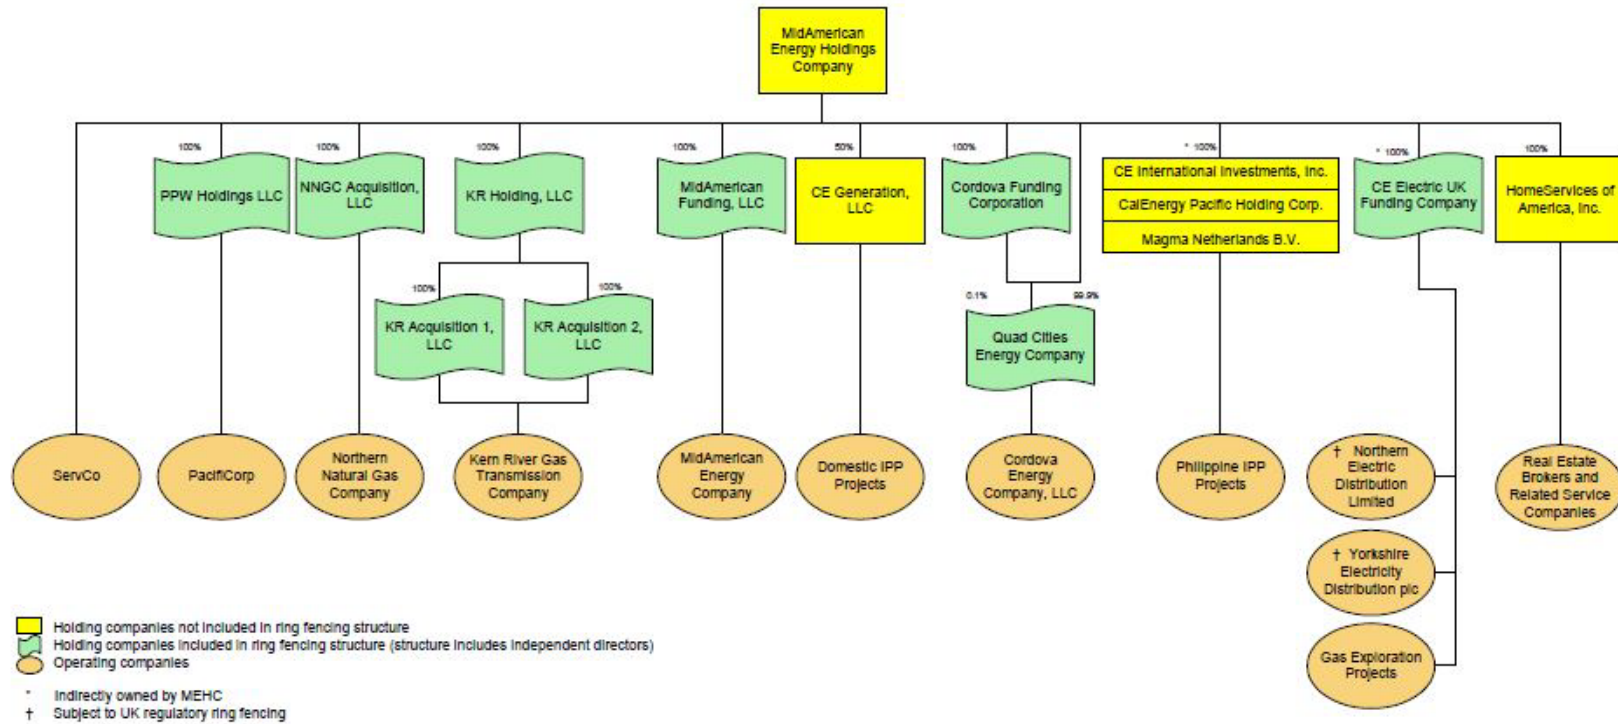 MidAmerican
Energy Holdings
Company
100%
100%
100%
100%
50%
100%
* 100%
* 100%
100%
PPW Holdings LLC
NNGC Acquisition,
LLC
KR Holding, LLC
MidAmerican
Funding, LLC
CE Generation,
LLC
Cordova Funding
Corporation
CE International Investments, Inc.
CalEnergy Pacific Holding Corp.
Magma Netherlands B.V.
CE Electric UK
Funding Company
HomeServices of
America, Inc.
100%
100%
KR Acquisition 1,
LLC
KR Acquisition 2,
LLC
0.1%
99.9%
Quad Cities
Energy Company
ServCo
PacifiCorp
Northern
Natural Gas
Company
Kern River Gas
Transmission
Company
MidAmerican
Energy
Company
Domestic IPP
Projects
Cordova
Energy
Company, LLC
Philippine IPP
Projects
† Northern
Electric
Distribution
Limited
Real Estate
Brokers and
Related Service
Companies
† Yorkshire
Electricity
Distribution plc
Gas Exploration
Projects
Holding companies not included in ring fencing structure
Holding companies included in ring fencing structure (structure includes independent directors)
Operating companies
* Indirectly owned by MEHC
† Subject to UK regulatory ring fencing